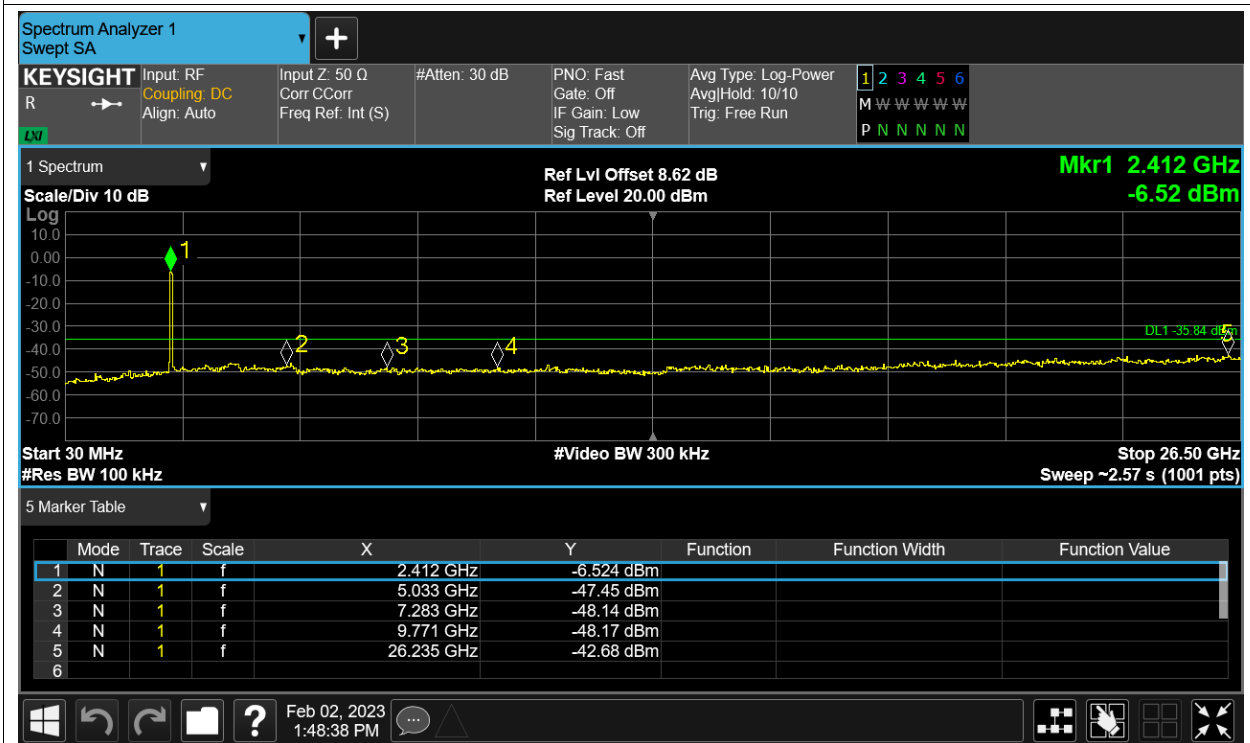 Spectrum Analyzer 1
Swept SA
+
KEYSIGHT Input: RF Input Z: 50 Ω #Atten: 30 dB PNO: Fast Avg Type: Log-Power 1 2 3 4 5 6
R Coupling: DC Corr CCorr Gate: Off Avg|Hold: 10/10 M W W W W W W
Align: Auto Freq Ref: Int (S) IF Gain: Low Trig: Free Run
LXI Sig Track: Off P N N N N N N
1 Spectrum Ref Lvl Offset 8.62 dB Mkr1 2.412 GHz
Scale/Div 10 dB Ref Level 20.00 dBm -6.52 dBm
Log
10.0
0.00 1
-10.0
-20.0
-30.0 DL1 -35.84 dBm
-40.0 2 3 4 5
-50.0
-60.0
-70.0
Start 30 MHz #Video BW 300 kHz Stop 26.50 GHz
#Res BW 100 kHz Sweep ~2.57 s (1001 pts)
5 Marker Table
Mode Trace Scale X Y Function Function Width Function Value
1 N 1 f 2.412 GHz -6.524 dBm
2 N 1 f 5.033 GHz -47.45 dBm
3 N 1 f 7.283 GHz -48.14 dBm
4 N 1 f 9.771 GHz -48.17 dBm
5 N 1 f 26.235 GHz -42.68 dBm
6
? Feb 02, 2023
1:48:38 PM